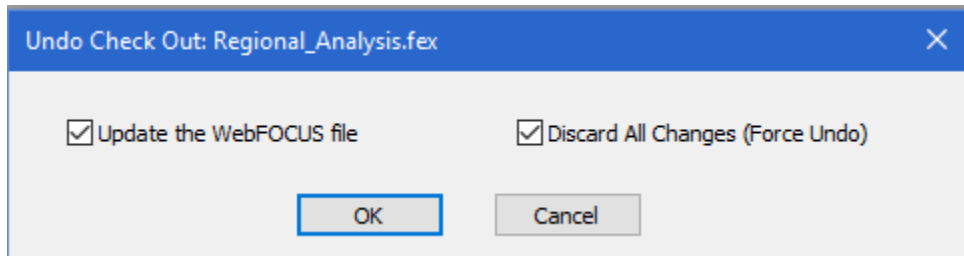 Undo Check Out: Regional_Analysis.fex
Update the WebFOCUS file Discard All Changes (Force Undo)
OK Cancel